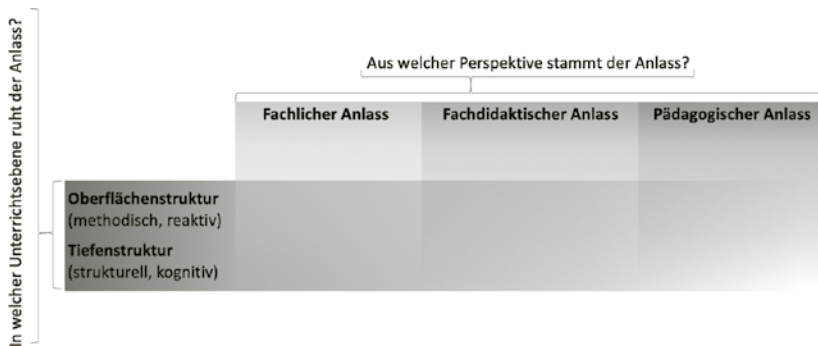 In welcher Unterrichtsebene ruht der Anlass?
Aus welcher Perspektive stammt der Anlass?
Fachlicher Anlass
Fachdidaktischer Anlass
Pädagogischer Anlass
Oberflächenstruktur
(methodisch, reaktiv)
Tiefenstruktur
(strukturell, kognitiv)